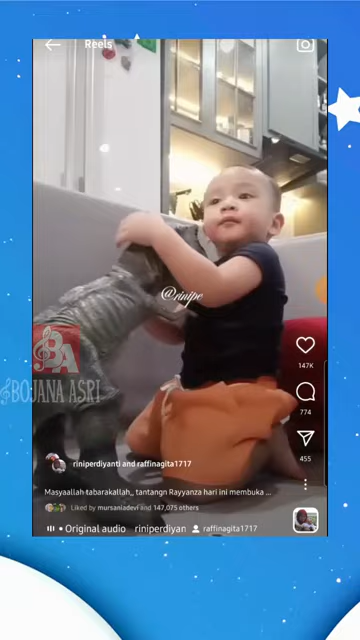 Reels
@rinipe
BA
BOJANA ASRI
147K
774
455
riniperdiyanti and raffinagita1717
Masyaallah tabarakallah,, tantangn Rayyanza hari ini membuka ...
Liked by mursaniadevi and 147,075 others
Original audio riniperdiyan raffinagita1717